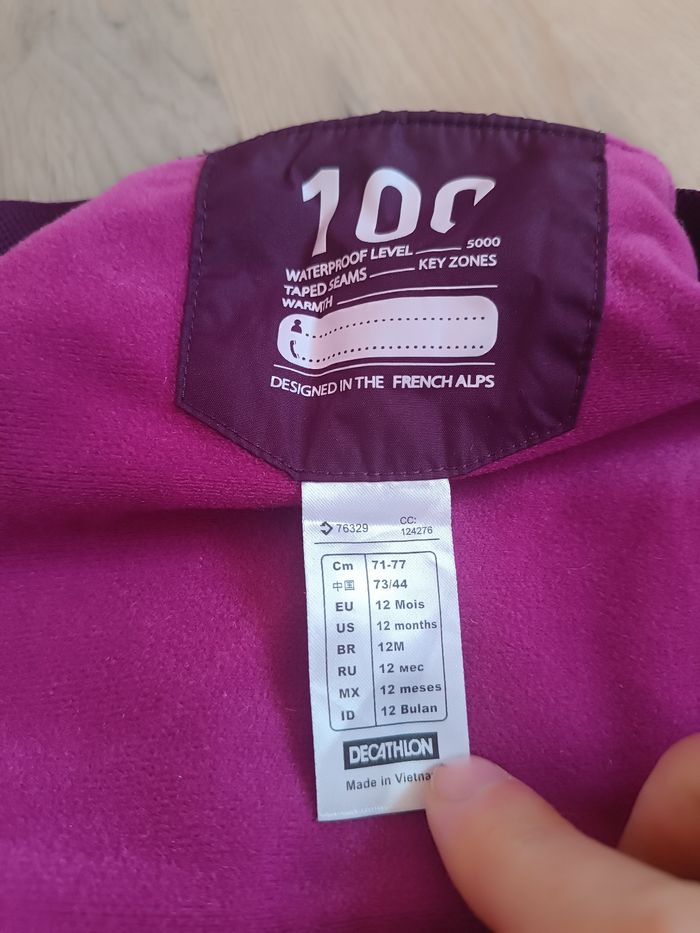 100
WATERPROOF LEVEL 5000
TAPED SEAMS KEY ZONES
WARMTH
DESIGNED IN THE FRENCH ALPS
76329 CC: 124276
Cm 71-77
中国 73/44
EU 12 Mois
US 12 months
BR 12M
RU 12 мес
MX 12 meses
ID 12 Bulan
DECATHLON
Made in Vietna